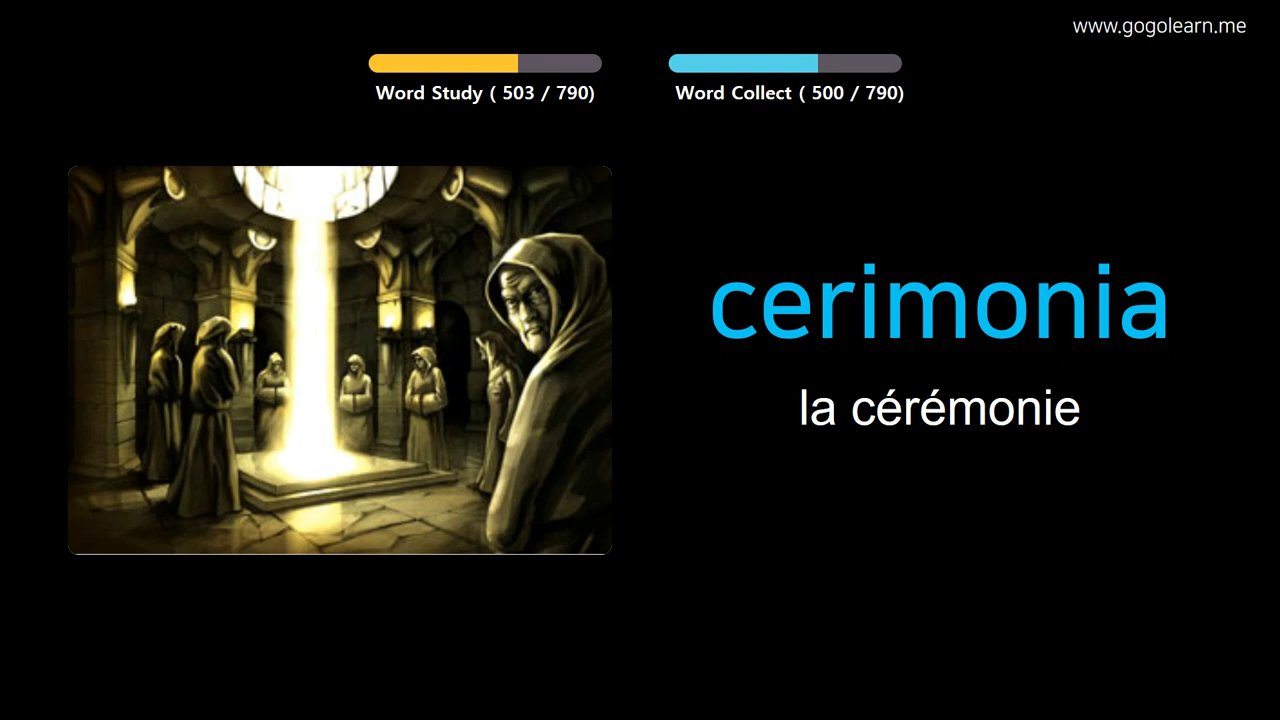 www.gogolearn.me
Word Study ( 503 / 790)
Word Collect ( 500 / 790)
cerimonia
la cérémonie